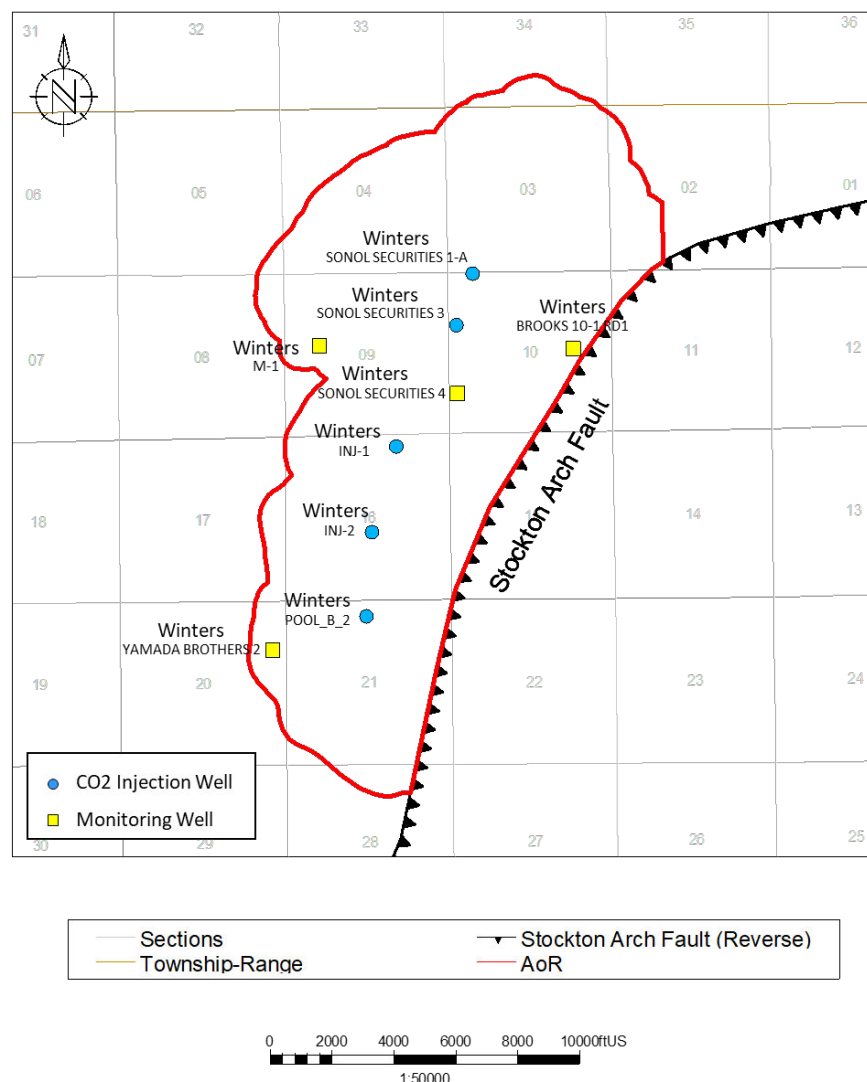 31
32
33
34
35
36
N
06
05
04
03
02
01
Winters
SONOL SECURITIES 1-A
Winters
SONOL SECURITIES 3
Winters
BROOKS 10-1 RD1
07
08
Winters
M-1
09
10
11
12
Winters
SONOL SECURITIES 4
Winters
INJ-1
Stockton Arch Fault
18
17
Winters
INJ-2
14
13
Winters
POOL_B_2
Winters
YAMADA BROTHERS 2
19
20
21
22
23
24
CO2 Injection Well
Monitoring Well
30
29
28
27
26
25
Sections
Stockton Arch Fault (Reverse)
Township-Range
AoR
0 2000 4000 6000 8000 10000ftUS
1:50000